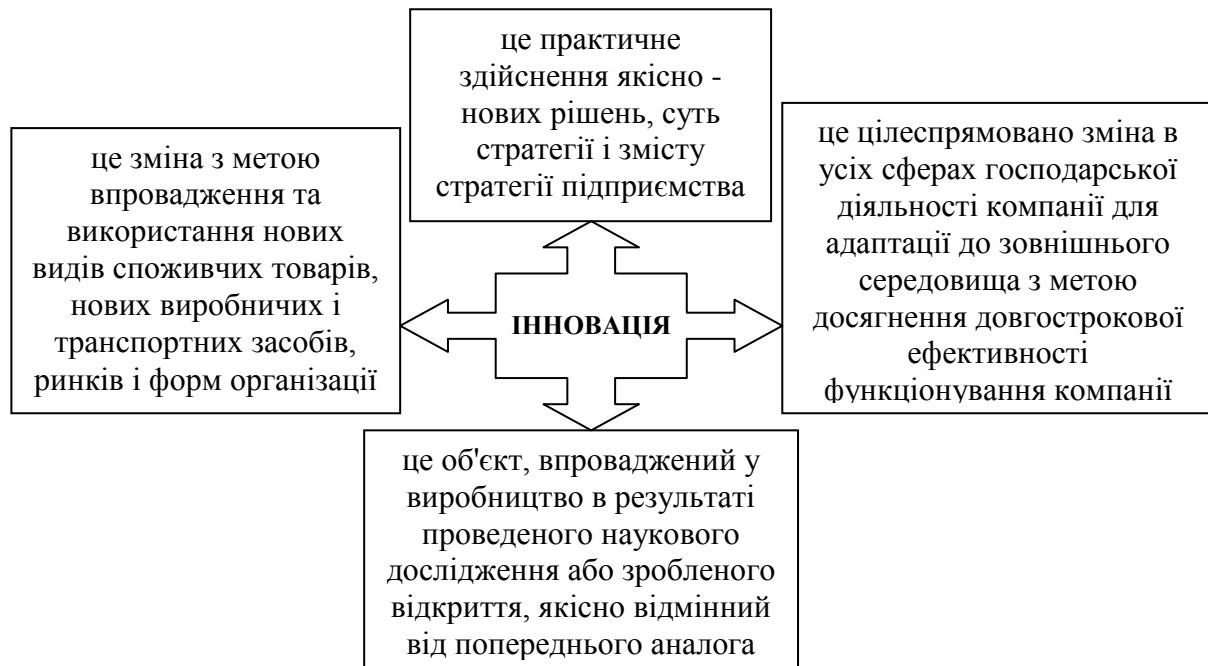 це практичне
здійснення якісно -
нових рішень, суть
стратегії і змісту
стратегії підприємства
це зміна з метою
впровадження та
використання нових
видів споживчих товарів,
нових виробничих і
транспортних засобів,
ринків і форм організації
ІННОВАЦІЯ
це цілеспрямовано зміна в
усіх сферах господарської
діяльності компанії для
адаптації до зовнішнього
середовища з метою
досягнення довгострокової
ефективності
функціонування компанії
це об'єкт, впроваджений у
виробництво в результаті
проведеного наукового
дослідження або зробленого
відкриття, якісно відмінний
від попереднього аналога